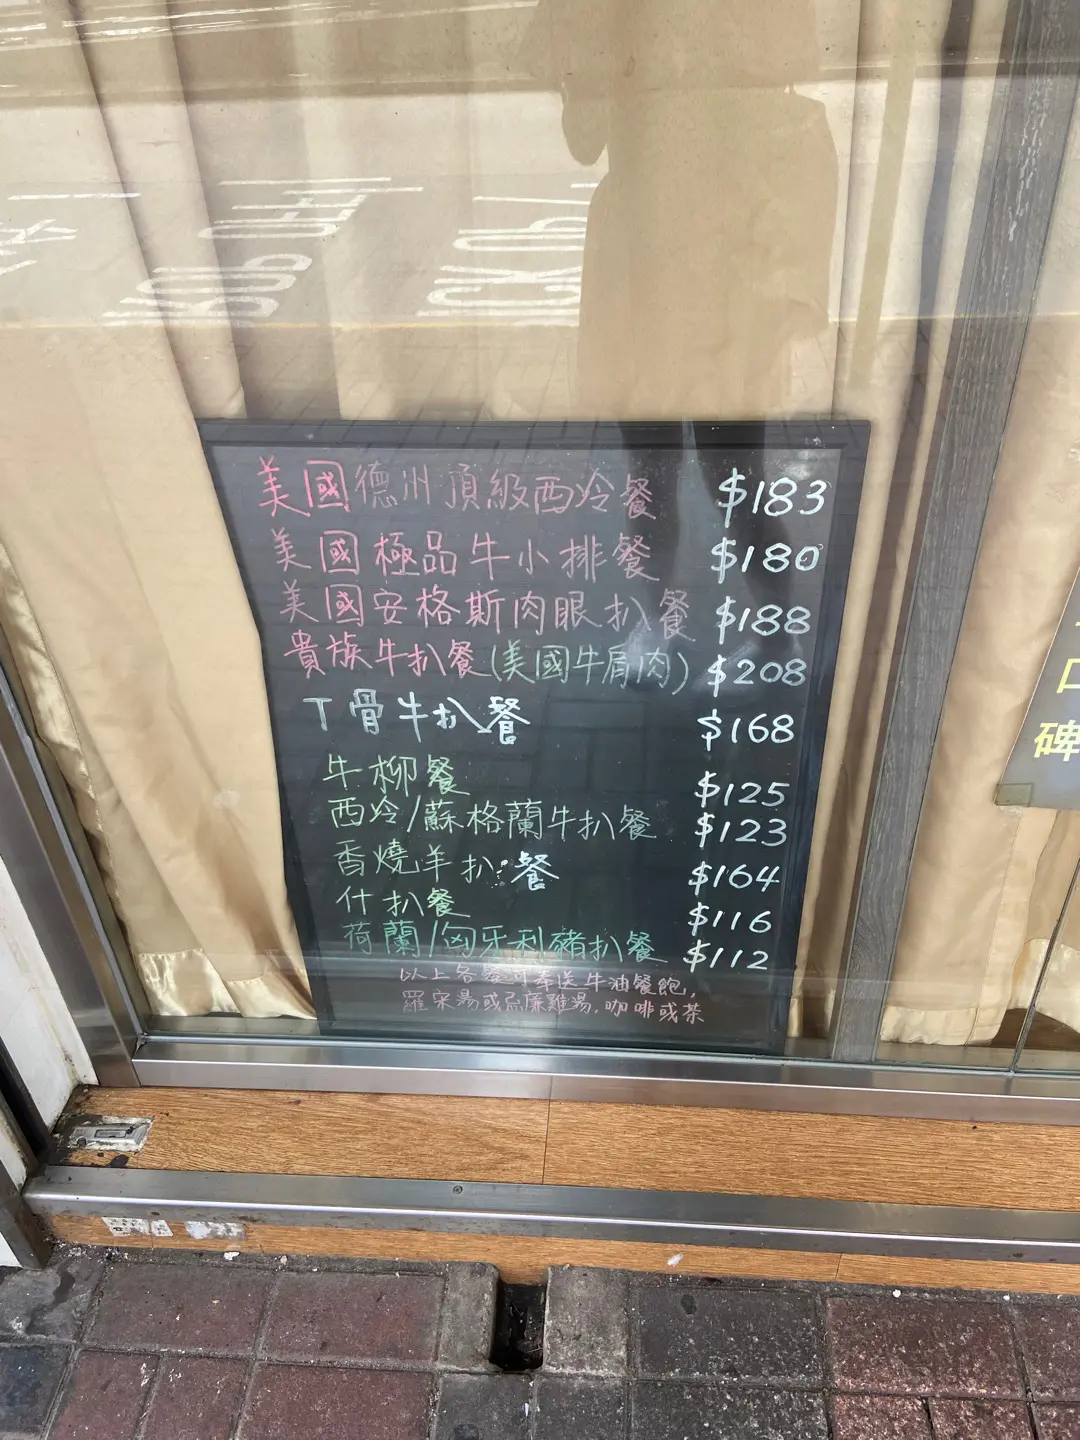 美國德州頂級西冷餐 $183
美國極品牛小排餐 $180
美國安格斯肉眼扒餐 $188
貴族牛扒餐(美國牛肩肉) $208
T骨牛扒餐 $168
牛柳餐 $125
西冷/蘇格蘭牛扒餐 $123
香燒羊扒餐 $164
什扒餐 $116
荷蘭/匈牙利豬扒餐 $112
以上各餐可奉送牛油餐飽,
羅宋湯或忌廉雞湯,咖啡或茶
口
碑